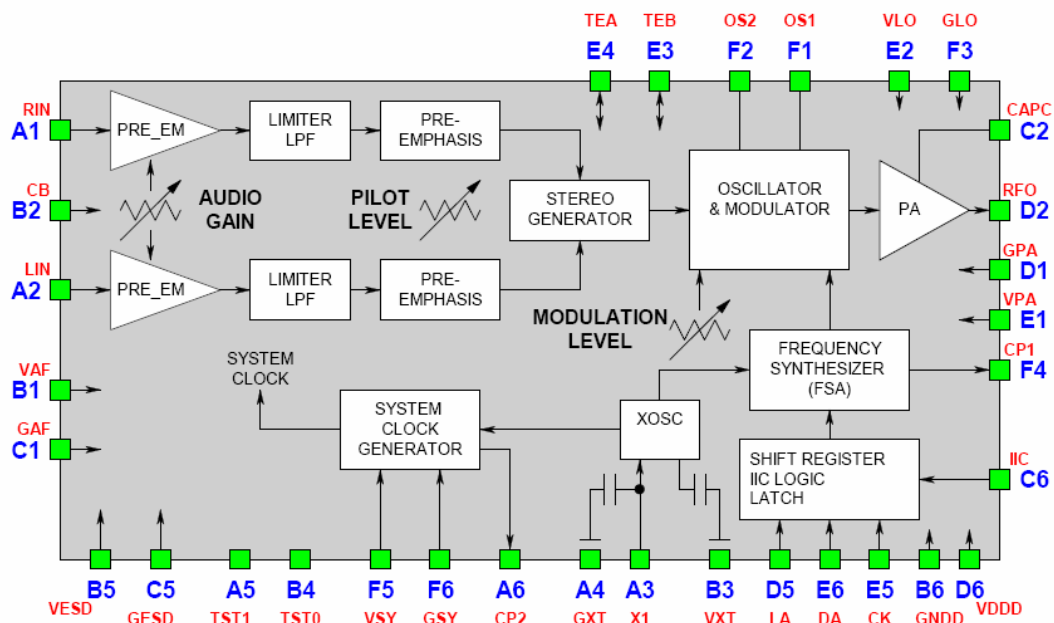 TEA TEB OS2 OS1 VLO GLO
E4 E3 F2 F1 E2 F3
RIN
A1
CB
B2
LIN
A2
VAF
B1
GAF
C1
PRE_EM
LIMITER
LPF
PRE-
EMPHASIS
AUDIO
GAIN
PILOT
LEVEL
STEREO
GENERATOR
PRE_EM
LIMITER
LPF
PRE-
EMPHASIS
OSCILLATOR
& MODULATOR
PA
MODULATION
LEVEL
SYSTEM
CLOCK
SYSTEM
CLOCK
GENERATOR
XOSC
FREQUENCY
SYNTHESIZER
(FSA)
SHIFT REGISTER
IIC LOGIC
LATCH
CAPC
C2
RFO
D2
GPA
D1
VPA
E1
CP1
F4
IIC
C6
B5 C5 A5 B4 F5 F6 A6 A4 A3 B3 D5 E6 E5 B6 D6
VESD GESD TST1 TST0 VSY GSY CP2 GXT X1 VXT LA DA CK GNDD VDDD